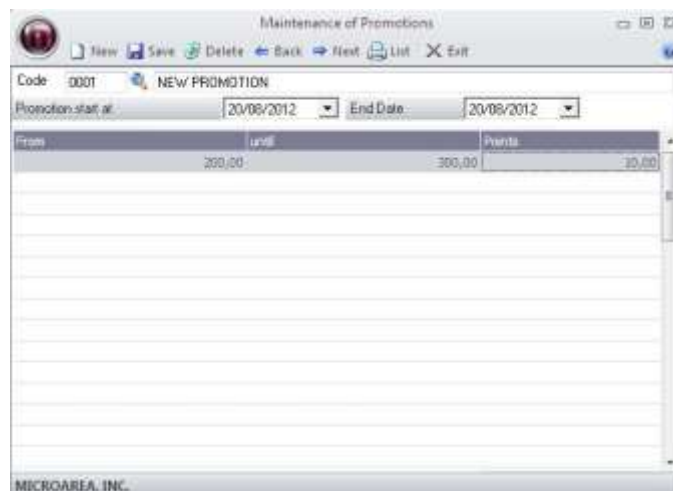 Maintenance of Promotions
New Save Delete Back Next List Exit
Code 0001 NEW PROMOTION
Promotion start at 20/08/2012 End Date 20/08/2012
From until Points
200,00 300,00 10,00
MICROAREA, INC.